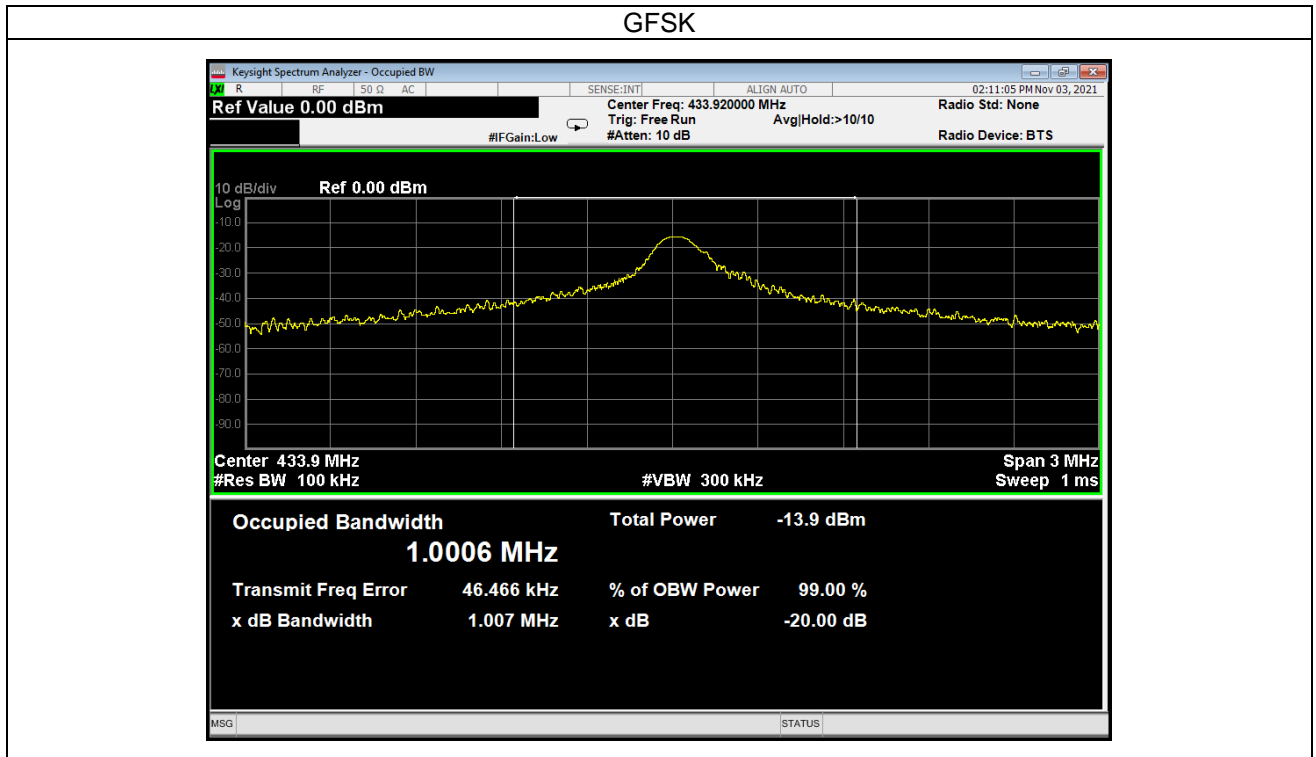 GFSK
Keysight Spectrum Analyzer - Occupied BW
LXI R RF 50 Ω AC SENSE:INT ALIGN AUTO 02:11:05 PM Nov 03, 2021
Ref Value 0.00 dBm Center Freq: 433.920000 MHz Radio Std: None
Trig: Free Run Avg|Hold:>10/10
#IFGain:Low #Atten: 10 dB Radio Device: BTS
10 dB/div Ref 0.00 dBm
Log
-10.0
-20.0
-30.0
-40.0
-50.0
-60.0
-70.0
-80.0
-90.0
Center 433.9 MHz Span 3 MHz
#Res BW 100 kHz #VBW 300 kHz Sweep 1 ms
Occupied Bandwidth Total Power -13.9 dBm
1.0006 MHz
Transmit Freq Error 46.466 kHz % of OBW Power 99.00 %
x dB Bandwidth 1.007 MHz x dB -20.00 dB
MSG STATUS